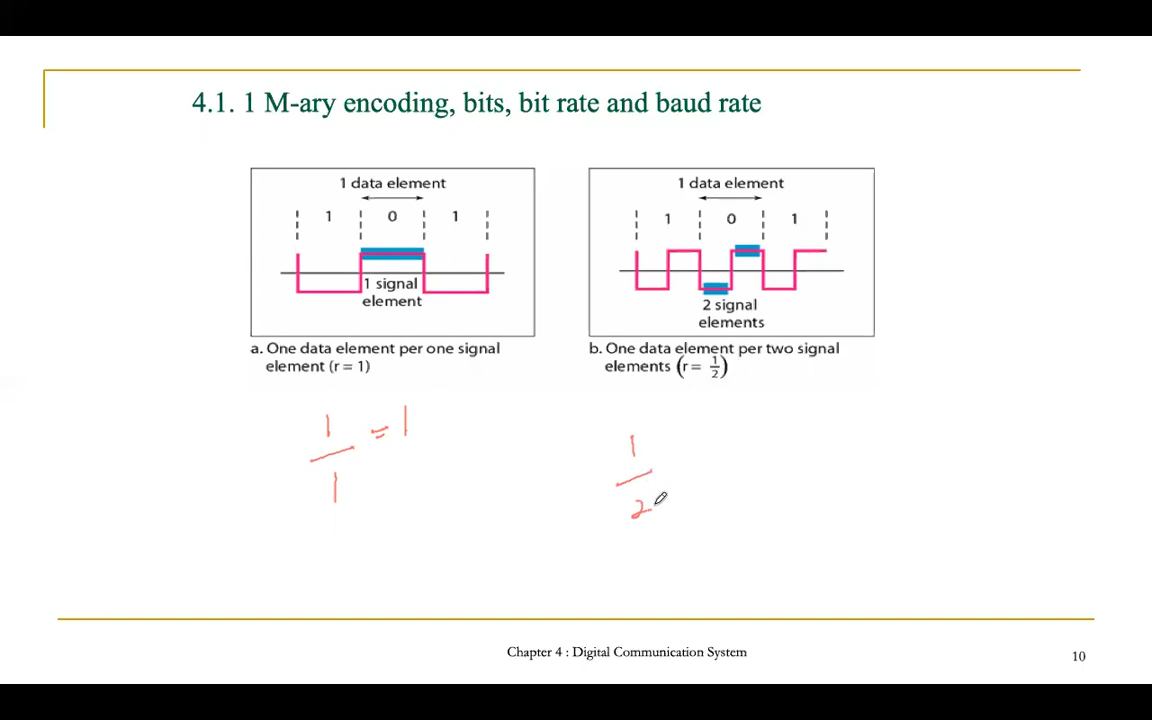 4.1. 1 M-ary encoding, bits, bit rate and baud rate
1 data element
1 0 1
1 signal
element
a. One data element per one signal
element (r = 1)
1 data element
1 0 1
2 signal
elements
b. One data element per two signal
elements (r = 1/2)
1/1 = 1
1/2
Chapter 4 : Digital Communication System
10